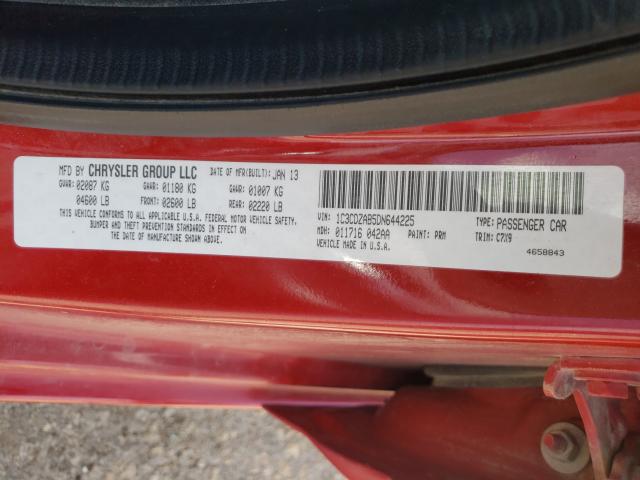 MFD BY CHRYSLER GROUP LLC DATE OF MFR(BUILT): JAN 13
GVWR: 02087 KG GAWR: 01180 KG GAWR: 01007 KG
04600 LB FRONT: 02600 LB REAR: 02220 LB
THIS VEHICLE CONFORMS TO ALL APPLICABLE U.S.A. FEDERAL MOTOR VEHICLE SAFETY,
BUMPER AND THEFT PREVENTION STANDARDS IN EFFECT ON
THE DATE OF MANUFACTURE SHOWN ABOVE.
VIN: 1C3CDZAB5DN644225 TYPE: PASSENGER CAR
MDH: 011716 042AA PAINT: PRM TRIM: C7X9
VEHICLE MADE IN U.S.A.
4658843